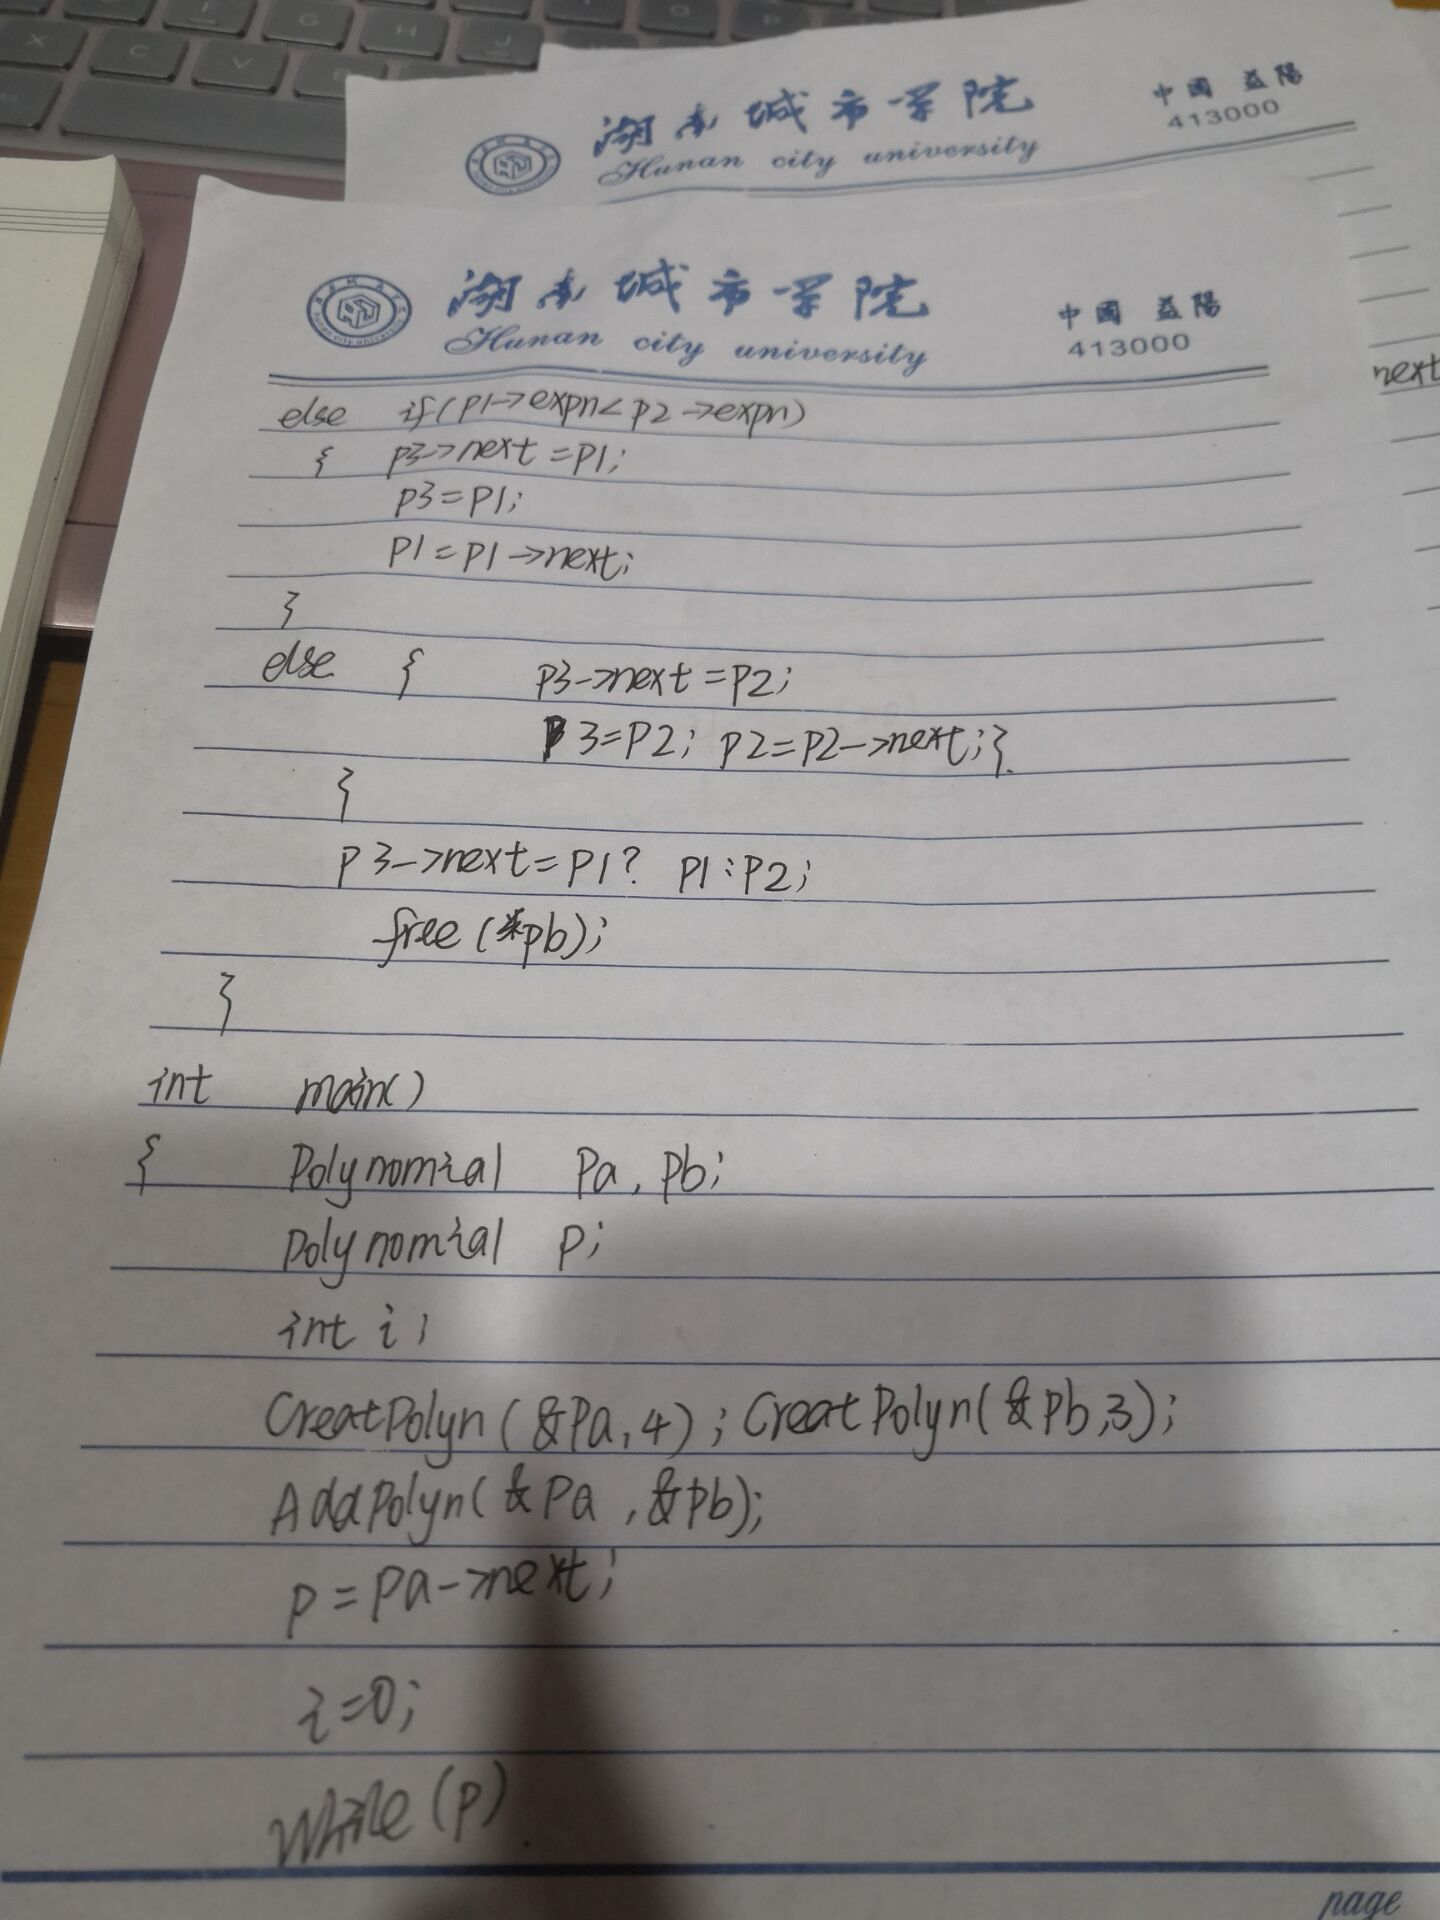 湖南城市学院
Hunan city university
中國 益陽
413000
湖南城市学院
Hunan city university
中國 益陽
413000
next
else if(p1->expn<p2->expn)
{ p3->next=p1;
p3=p1;
p1=p1->next;
}
else { p3->next=p2;
p3=p2; p2=p2->next;}
}
p3->next=p1? p1:p2;
free(*pb);
}
int main()
{ Polynomial Pa, pb;
polynomial p;
int i;
CreatPolyn(&Pa,4); CreatPolyn(&pb,3);
AddPolyn(&Pa,&pb);
p=pa->next;
i=0;
while(p)
page